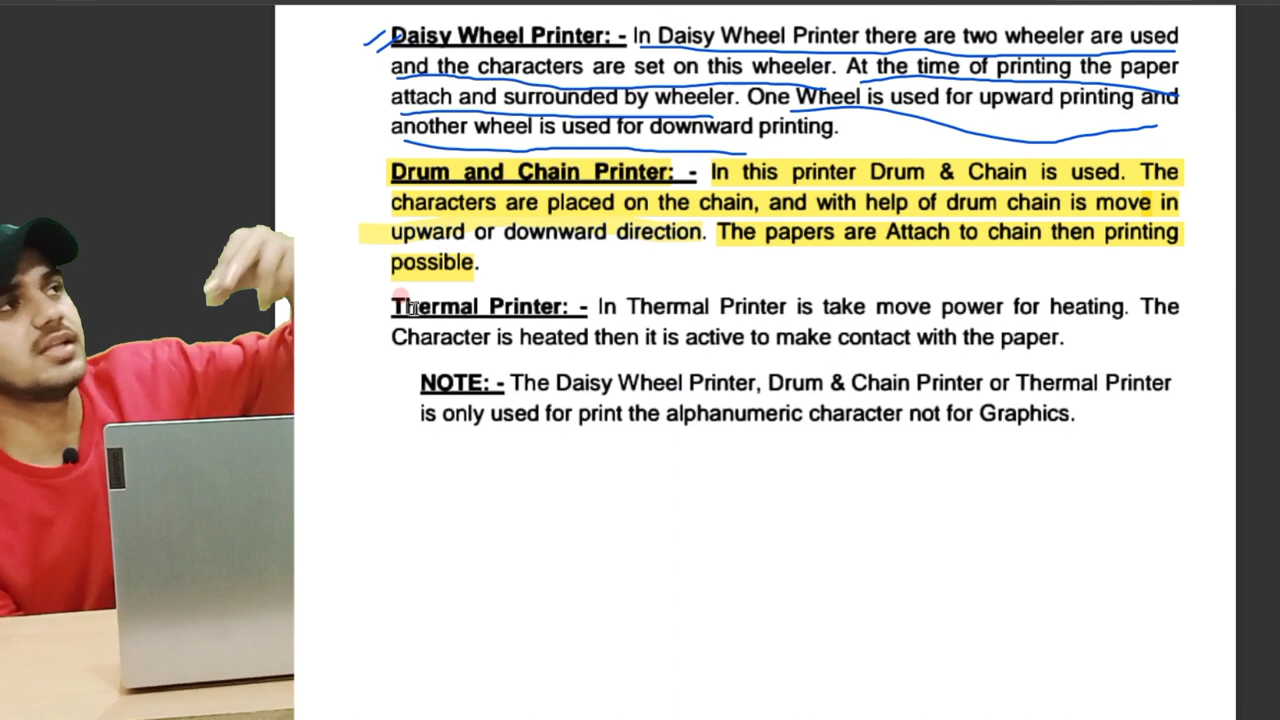 Daisy Wheel Printer: - In Daisy Wheel Printer there are two wheeler are used
and the characters are set on this wheeler. At the time of printing the paper
attach and surrounded by wheeler. One Wheel is used for upward printing and
another wheel is used for downward printing.
Drum and Chain Printer: - In this printer Drum & Chain is used. The
characters are placed on the chain, and with help of drum chain is move in
upward or downward direction. The papers are Attach to chain then printing
possible.
Thermal Printer: - In Thermal Printer is take move power for heating. The
Character is heated then it is active to make contact with the paper.
NOTE: - The Daisy Wheel Printer, Drum & Chain Printer or Thermal Printer
is only used for print the alphanumeric character not for Graphics.